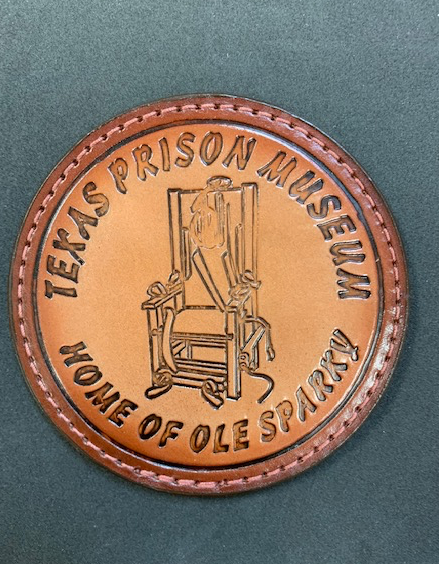 TEXAS PRISON MUSEUM
HOME OF OLE SPARKY